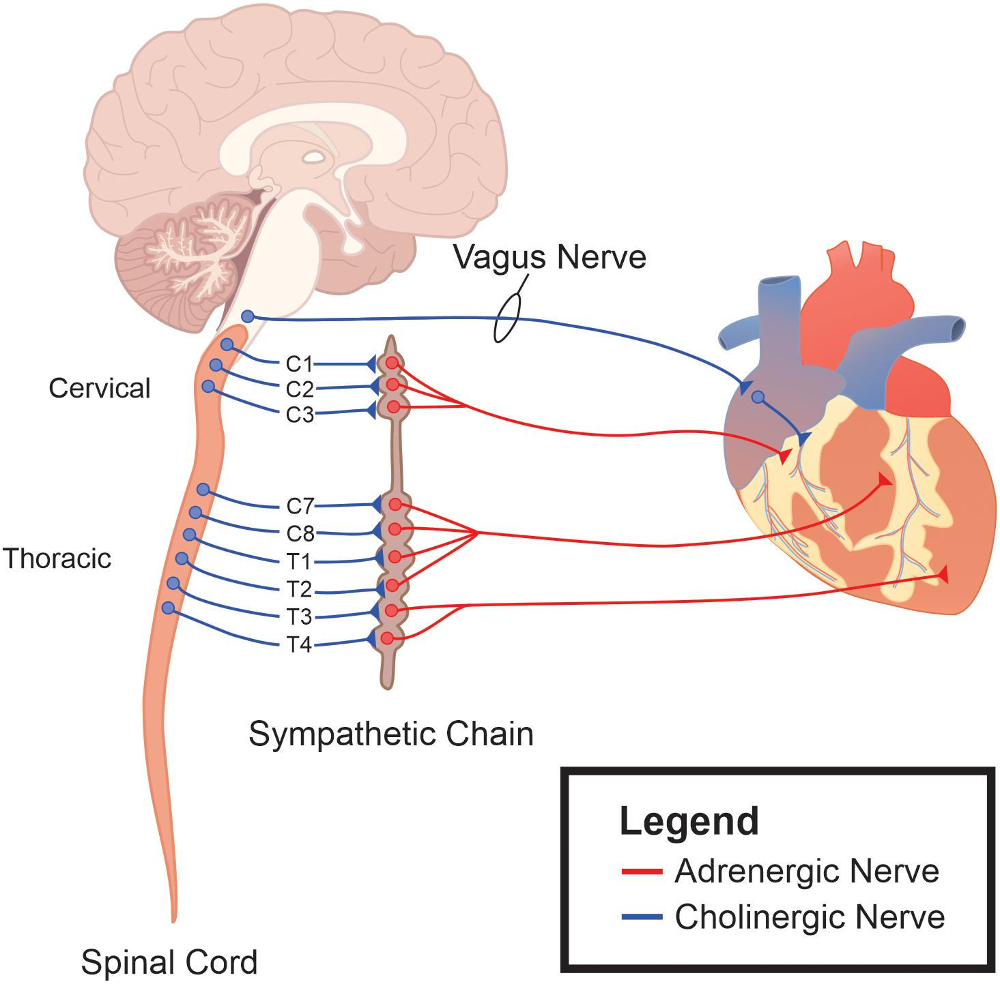 Vagus Nerve
Cervical
C1
C2
C3
Thoracic
C7
C8
T1
T2
T3
T4
Sympathetic Chain
Spinal Cord
Legend
Adrenergic Nerve
Cholinergic Nerve